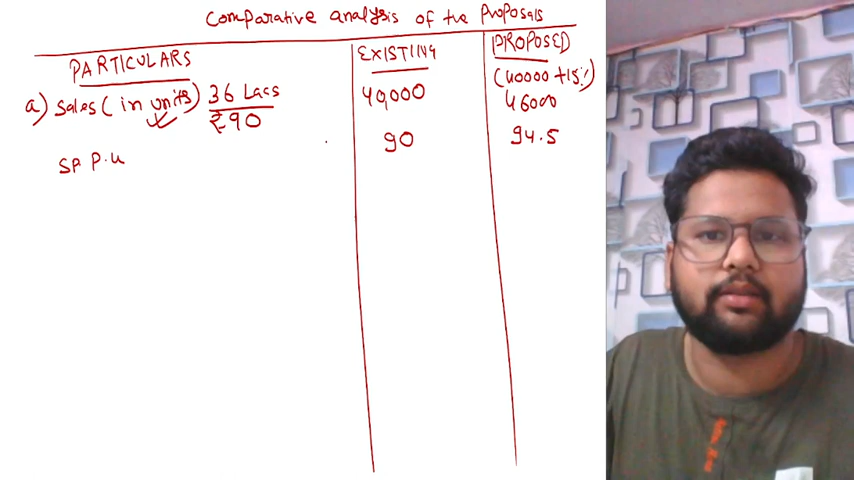 Comparative analysis of the Proposals
PARTICULARS EXISTING PROPOSED
(40000 + 15%)
a) Sales (in units) 36 Lacs / ₹90 40,000 46000
SP P.u 90 94.5